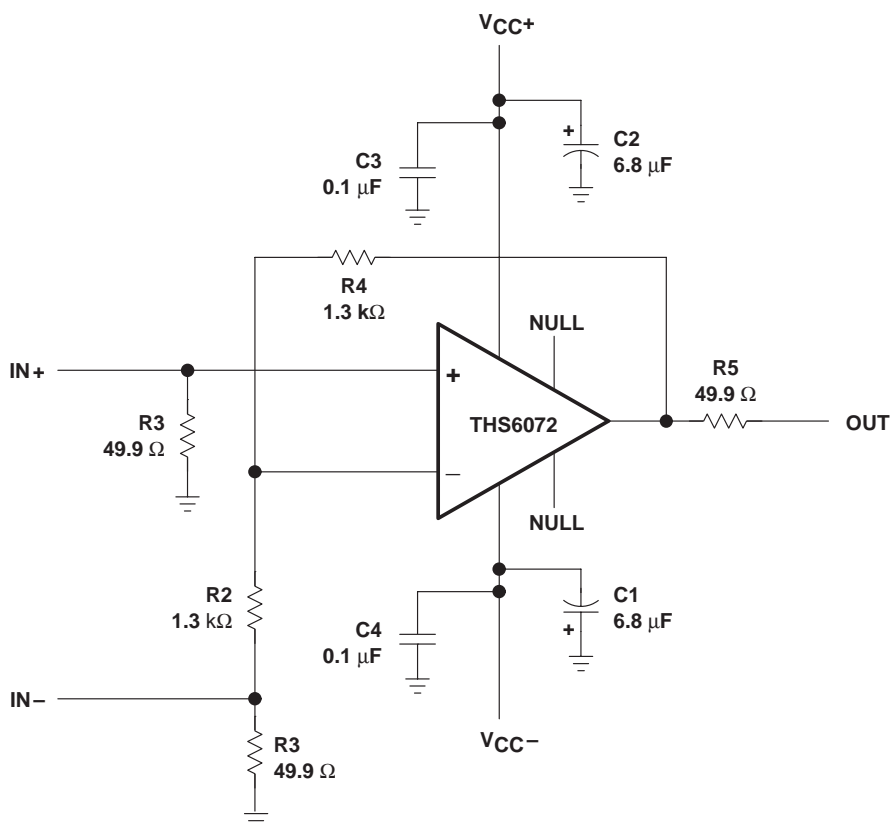 VCC+
C3
0.1 μF
+
C2
6.8 μF
R4
1.3 kΩ
NULL
IN+
+
R5
49.9 Ω
R3
49.9 Ω
THS6072
OUT
−
NULL
R2
1.3 kΩ
C4
0.1 μF
+
C1
6.8 μF
IN−
VCC−
R3
49.9 Ω